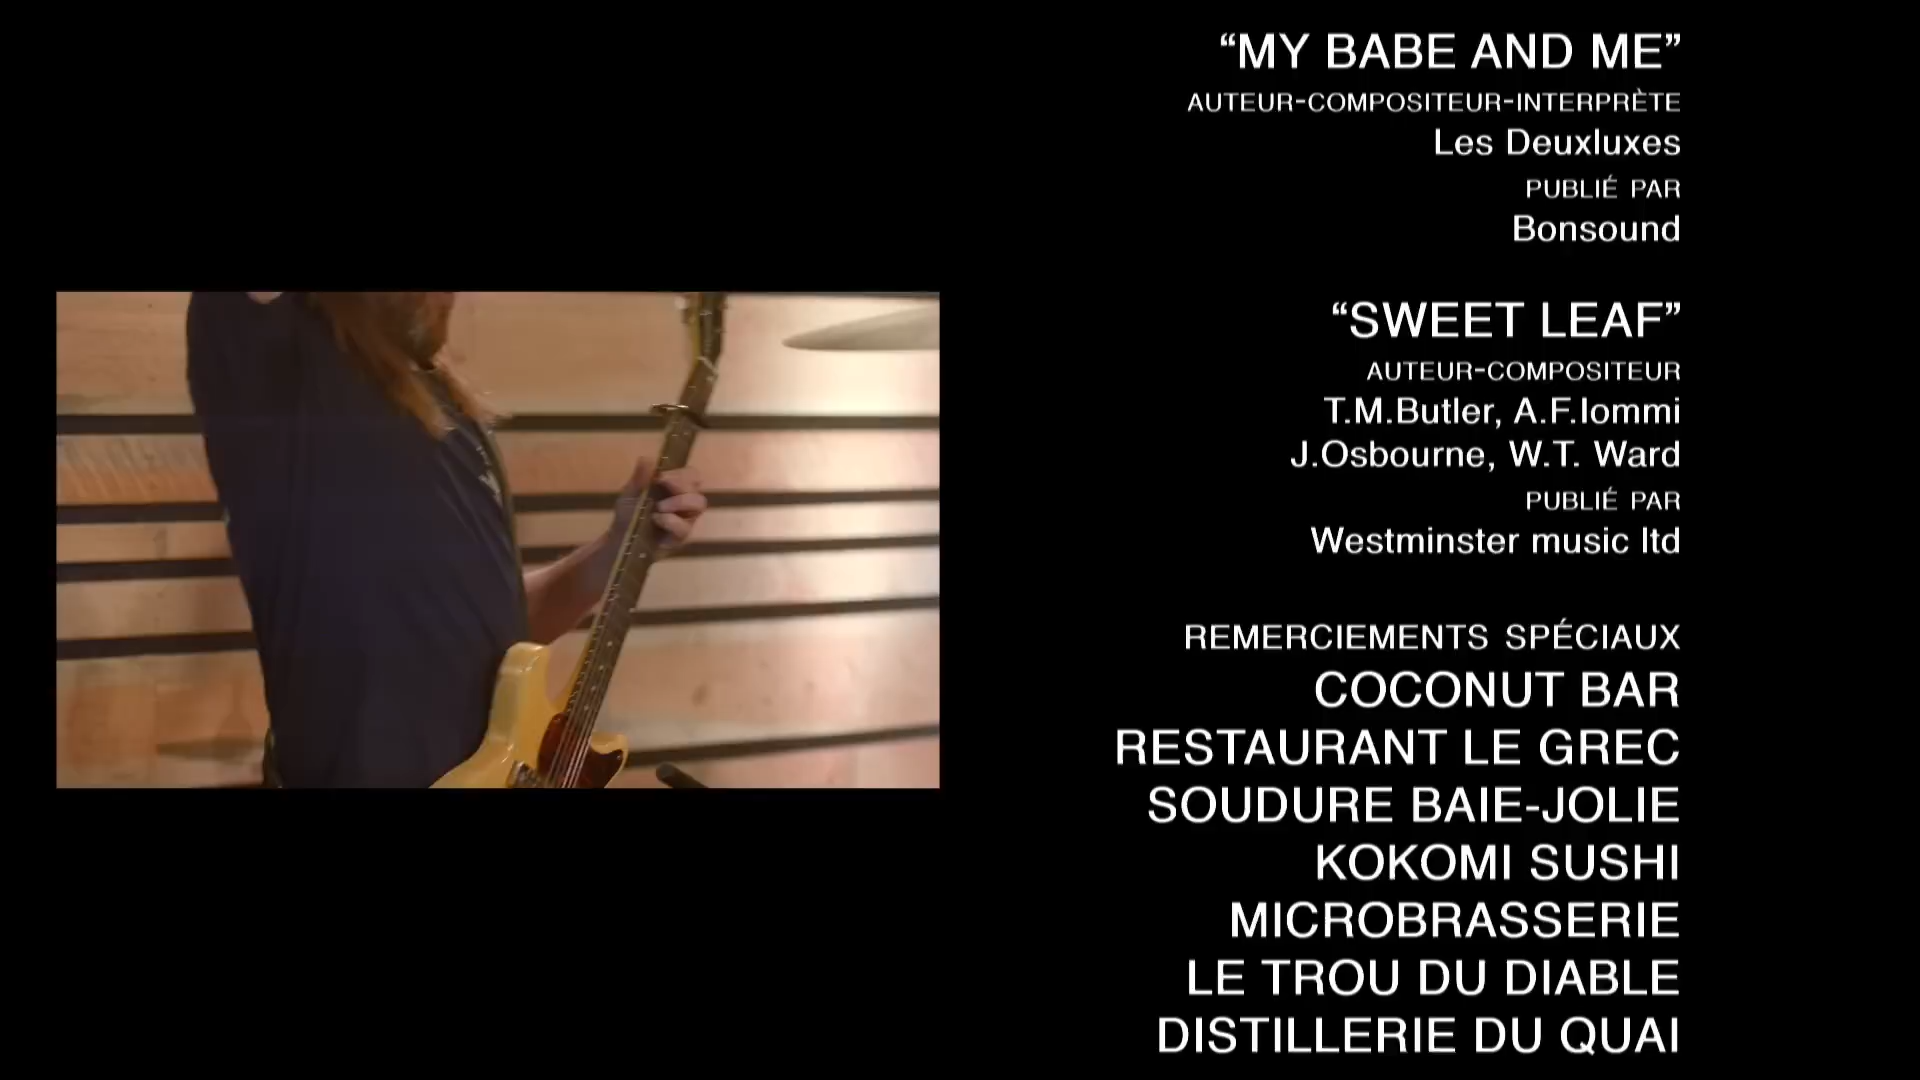 “MY BABE AND ME”
AUTEUR-COMPOSITEUR-INTERPRÈTE
Les Deuxluxes
PUBLIÉ PAR
Bonsound
“SWEET LEAF”
AUTEUR-COMPOSITEUR
T.M.Butler, A.F.Iommi
J.Osbourne, W.T. Ward
PUBLIÉ PAR
Westminster music ltd
REMERCIEMENTS SPÉCIAUX
COCONUT BAR
RESTAURANT LE GREC
SOUDURE BAIE-JOLIE
KOKOMI SUSHI
MICROBRASSERIE
LE TROU DU DIABLE
DISTILLERIE DU QUAI